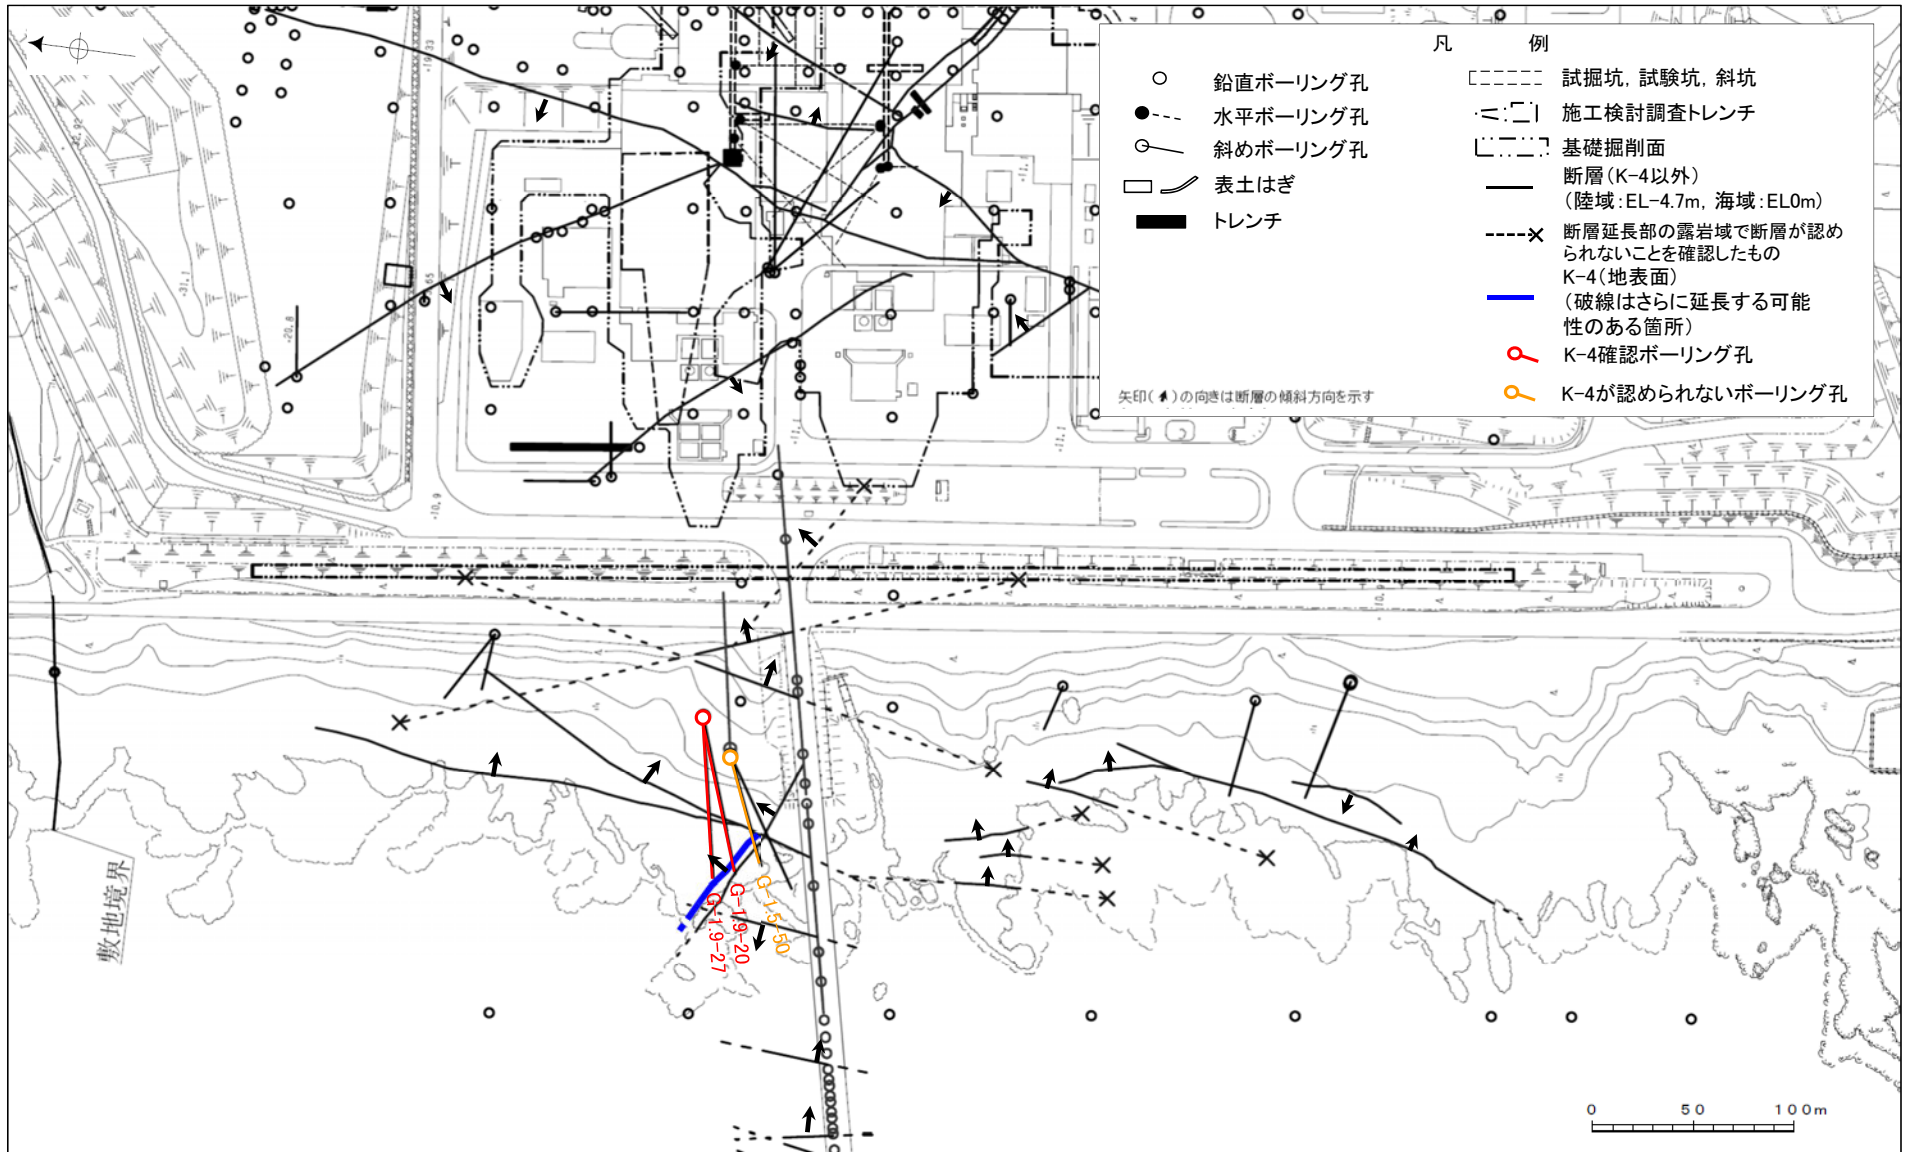 凡 例
鉛直ボーリング孔
水平ボーリング孔
斜めボーリング孔
表土はぎ
トレンチ
試掘坑, 試験坑, 斜坑
施工検討調査トレンチ
基礎掘削面
断層(K-4以外)
(陸域:EL-4.7m, 海域:EL0m)
断層延長部の露岩域で断層が認め
られないことを確認したもの
K-4(地表面)
(破線はさらに延長する可能
性のある箇所)
K-4確認ボーリング孔
K-4が認められないボーリング孔
矢印( )の向きは断層の傾斜方向を示す
敷地境界
G-1.9-27
G-1.9-20
G-1.5-50
0 50 100m